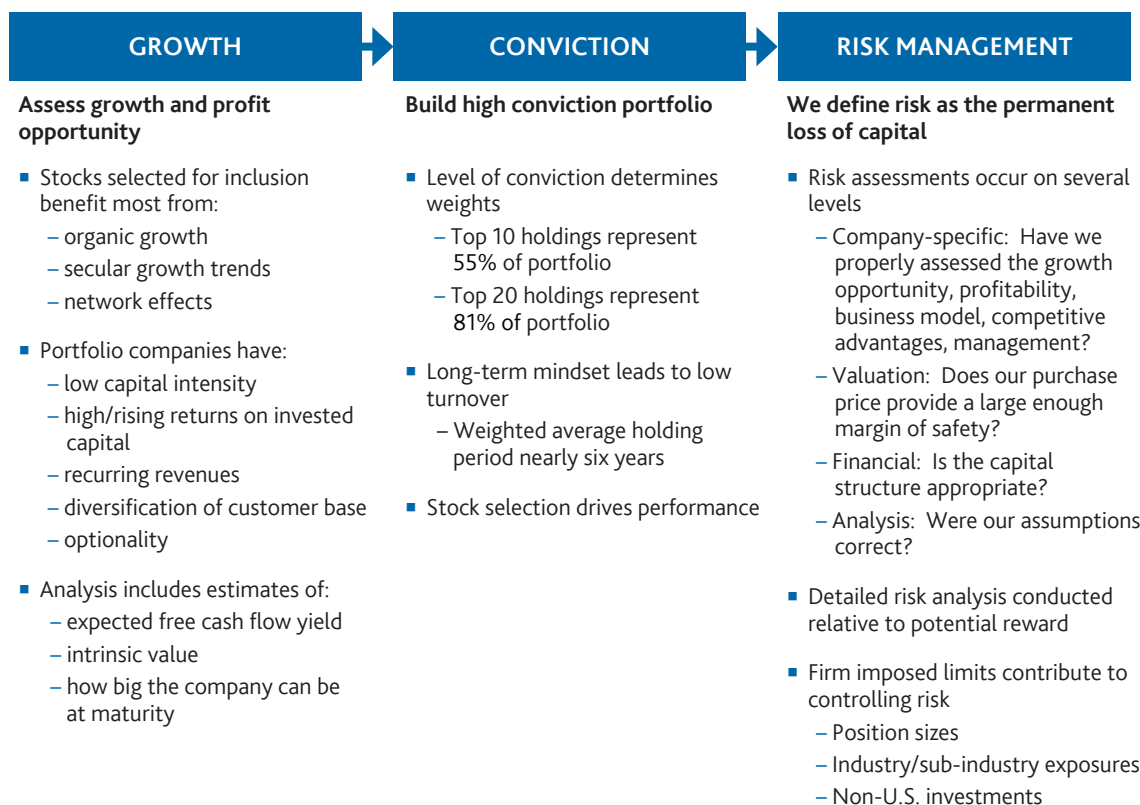 GROWTH
Assess growth and profit
opportunity
▪ Stocks selected for inclusion
benefit most from:
– organic growth
– secular growth trends
– network effects
▪ Portfolio companies have:
– low capital intensity
– high/rising returns on invested
capital
– recurring revenues
– diversification of customer base
– optionality
▪ Analysis includes estimates of:
– expected free cash flow yield
– intrinsic value
– how big the company can be
at maturity
CONVICTION
Build high conviction portfolio
▪ Level of conviction determines
weights
– Top 10 holdings represent
55% of portfolio
– Top 20 holdings represent
81% of portfolio
▪ Long-term mindset leads to low
turnover
– Weighted average holding
period nearly six years
▪ Stock selection drives performance
RISK MANAGEMENT
We define risk as the permanent
loss of capital
▪ Risk assessments occur on several
levels
– Company-specific: Have we
properly assessed the growth
opportunity, profitability,
business model, competitive
advantages, management?
– Valuation: Does our purchase
price provide a large enough
margin of safety?
– Financial: Is the capital
structure appropriate?
– Analysis: Were our assumptions
correct?
▪ Detailed risk analysis conducted
relative to potential reward
▪ Firm imposed limits contribute to
controlling risk
– Position sizes
– Industry/sub-industry exposures
– Non-U.S. investments